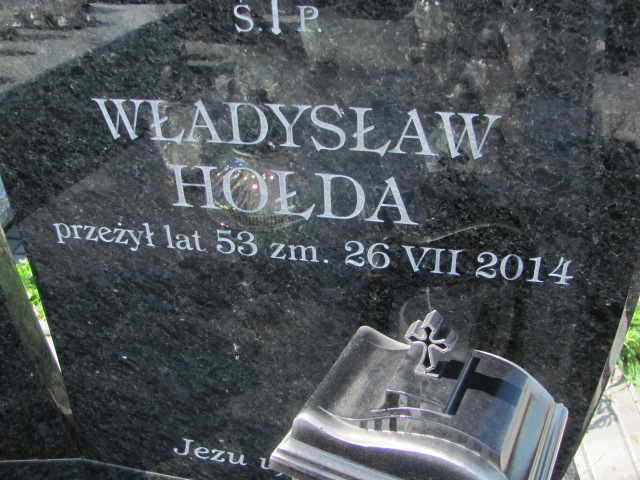 Ś. P.
WŁADYSŁAW
HOŁDA
przeżył lat 53 zm. 26 VII 2014
Jezu